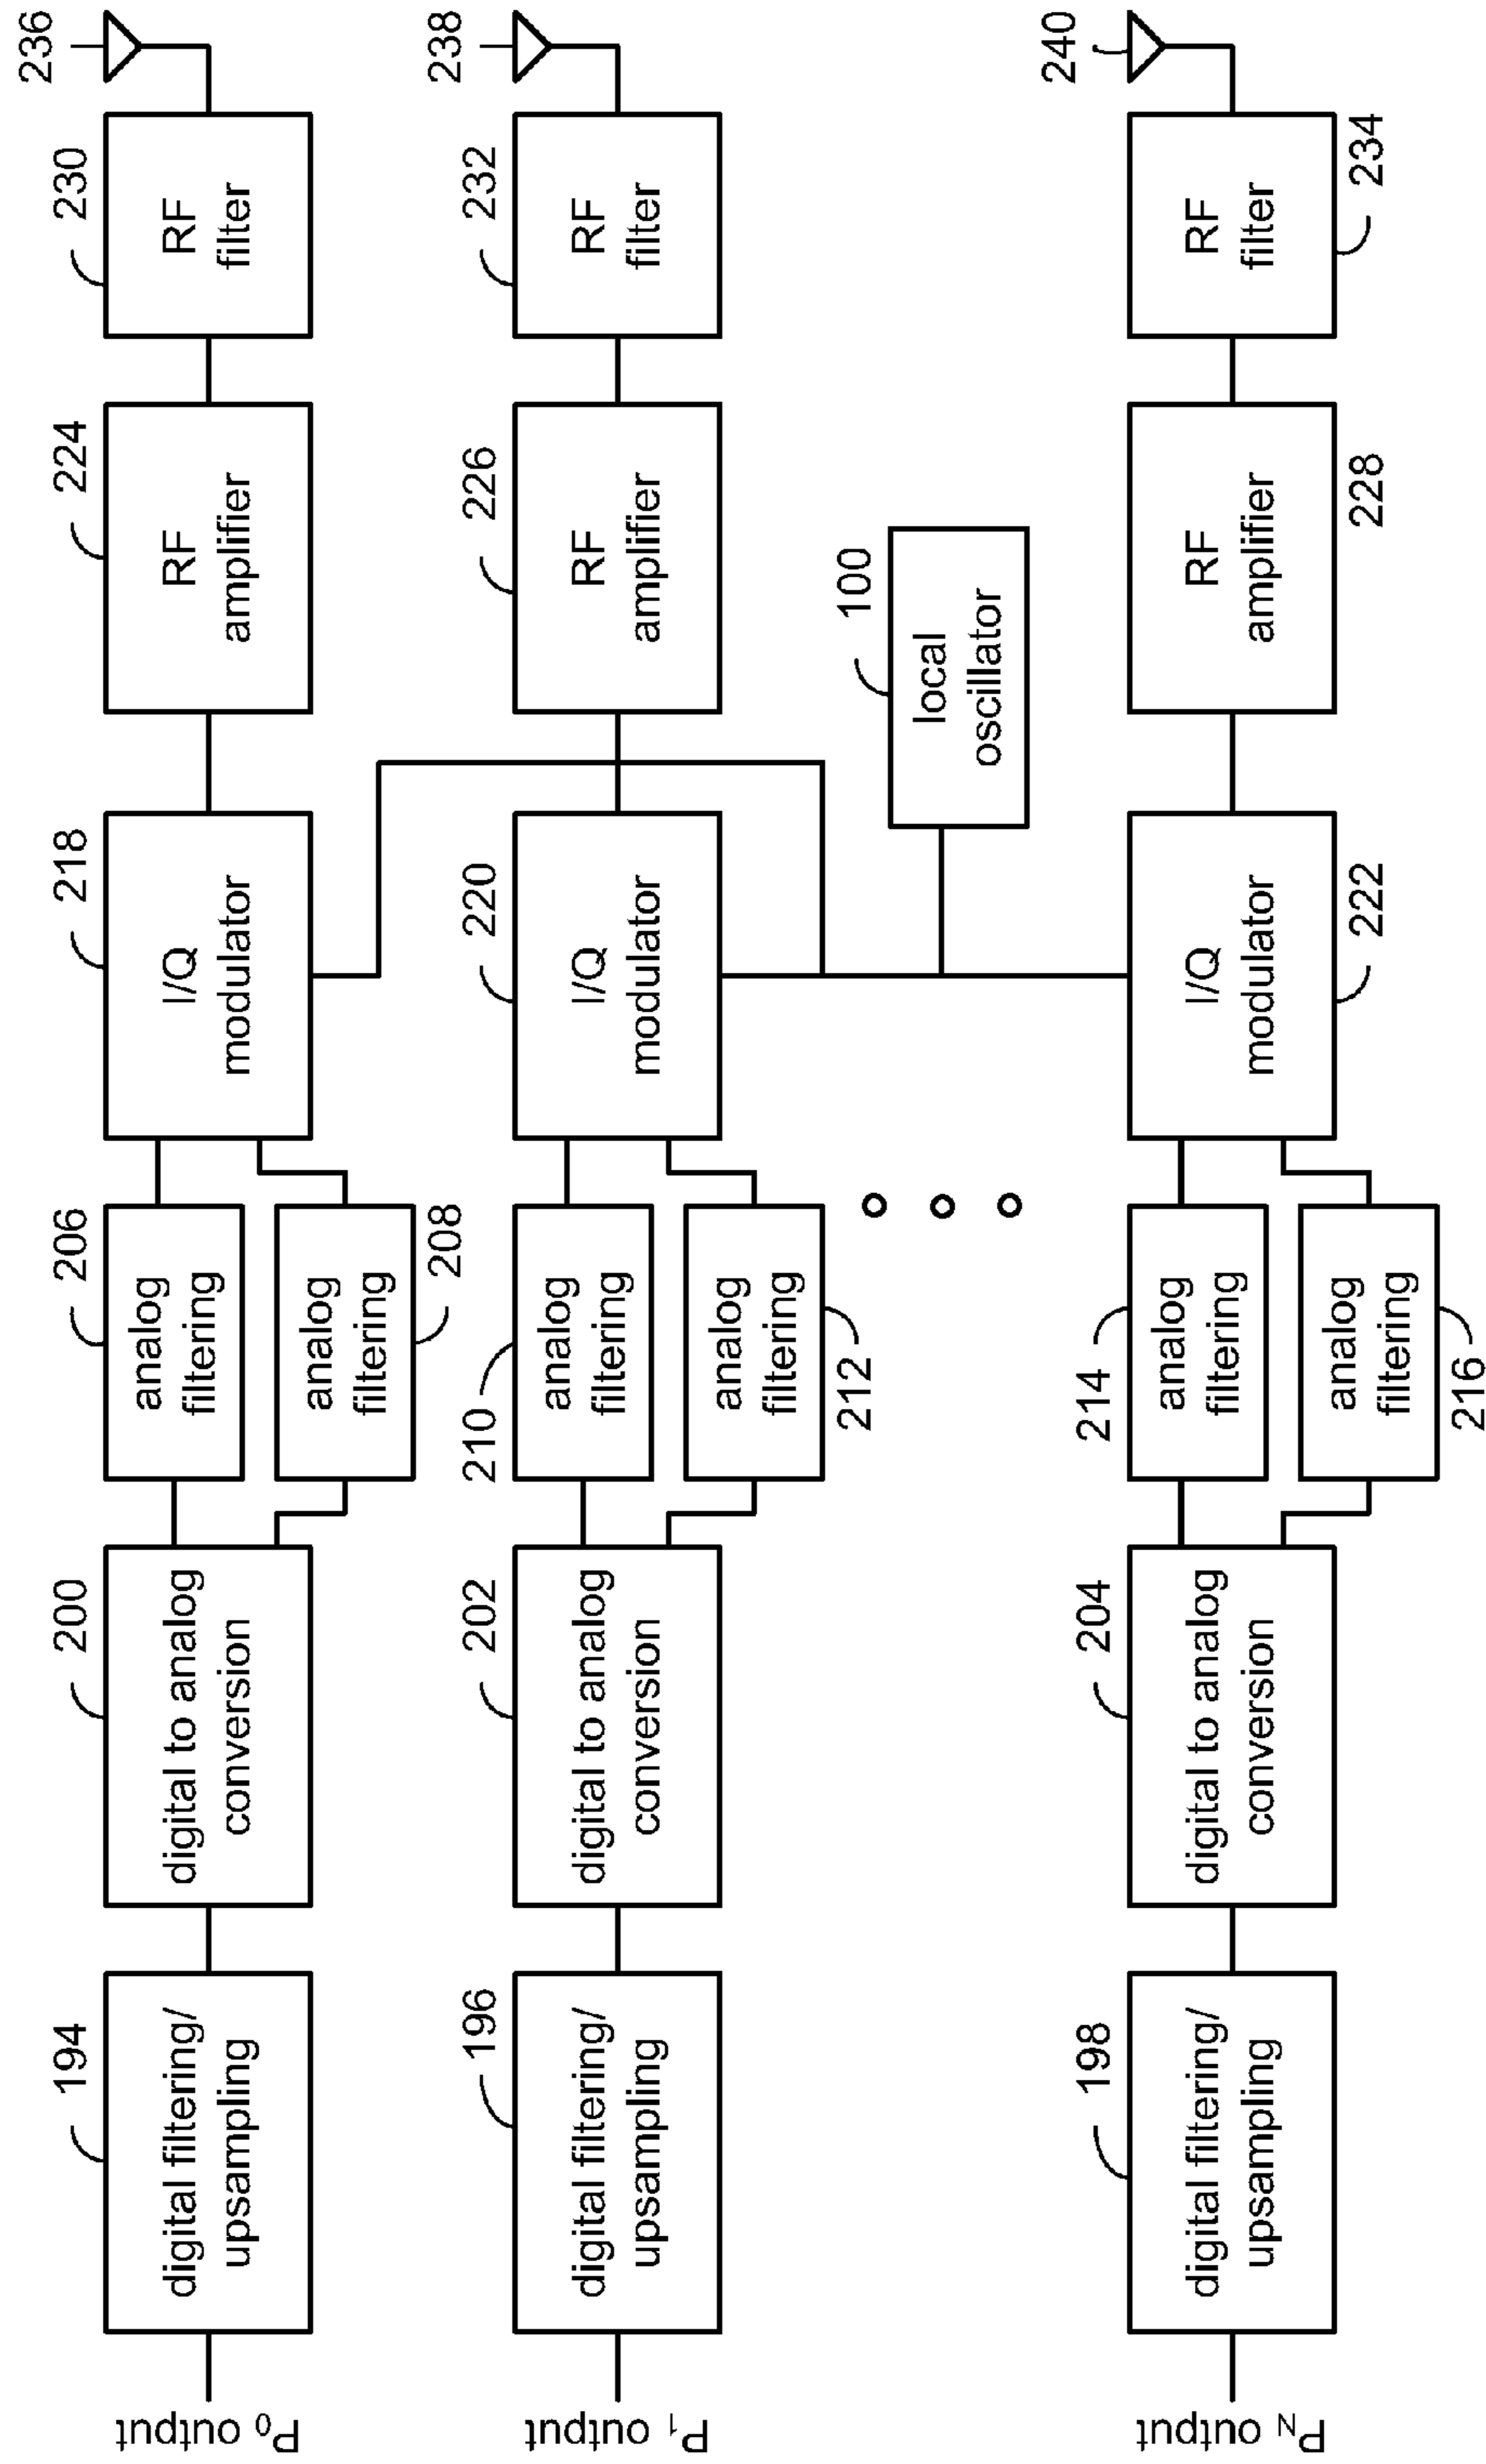 P0 output
194
digital filtering/
upsampling
200
digital to analog
conversion
206
analog
filtering
analog
filtering
208
218
I/Q
modulator
224
RF
amplifier
230
RF
filter
236
P1 output
196
digital filtering/
upsampling
202
digital to analog
conversion
210
analog
filtering
analog
filtering
212
220
I/Q
modulator
226
RF
amplifier
232
RF
filter
238
100
local
oscillator
PN output
198
digital filtering/
upsampling
204
digital to analog
conversion
214
analog
filtering
analog
filtering
216
I/Q
modulator
222
RF
amplifier
228
RF
filter
234
240